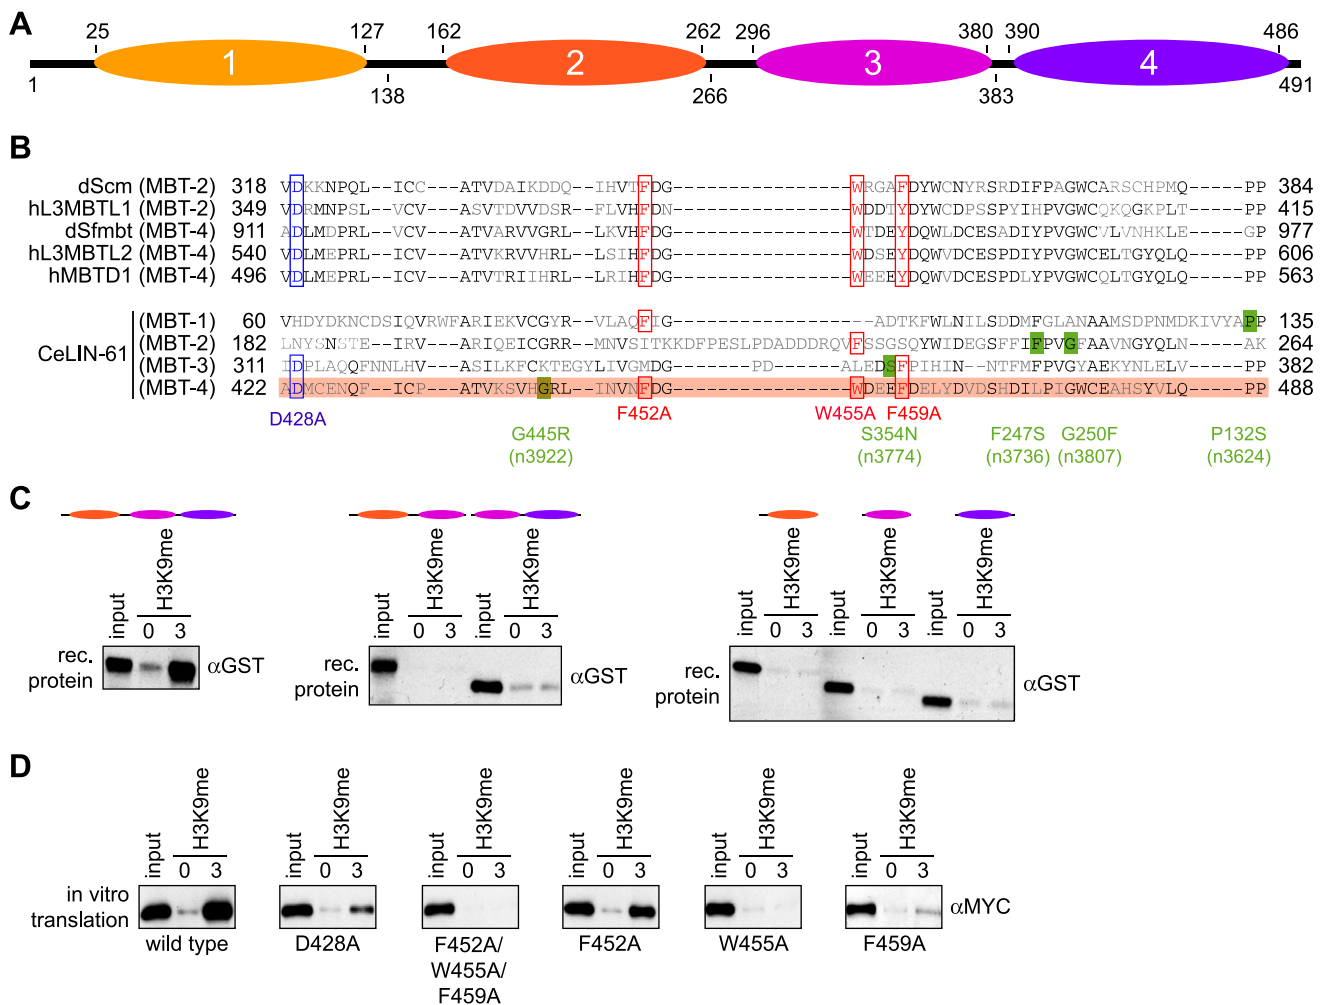 A
25 127 162 262 296 380 390 486
1 2 3 4
1 138 266 383 491
B
dScm (MBT-2) 318 VDKKNPQL--ICC---ATVDAIKDDQ--IHVTFDG----------------WRGAFDYWCNYRSRDIFPAGWCARSCHPMQ-----PP 384
hL3MBTL1 (MBT-2) 349 VDRMNPSL--VCV---ASVTDVVDSR--FLVHFDN----------------WDDTYDYWCDPSSPYIHPVGWCQKQGKPLT-----PP 415
dSfmbt (MBT-4) 911 ADLMDPRL--ICV---ATVARVVGRL--LKVHFDG----------------WTDEYDQWLDCESADIYPVGWCVLVNHKLE-----GP 977
hL3MBTL2 (MBT-4) 540 VDLMEPRL--ICV---ATVKRVVHRL--LSIHFDG----------------WDSEYDQWVDCESPDIYPVGWCELTGYQLQ-----PP 606
hMBTD1 (MBT-4) 496 VDLMEPRL--ICV---ATVTRIIHRL--LRIHFDG----------------WEEEYDQWVDCESPDLYPVGWCQLTGYQLQ-----PP 563
CeLIN-61
(MBT-1) 60 VHDYDKNCDSIQVRWFARIEKVCGYR--VLAQFIG------------------ADTKFWLNILSDDMFGLANAAMSDPNMDKIVYAPP 135
(MBT-2) 182 LNYSNSTE--IRV---ARILRVCGRR--MNVSITKKDFPESLPDADDDRQVFSSGSQYWIDEGSFFIFPVGFAAVNGYQLN-----AK 264
(MBT-3) 311 IDPLNQNN--IHV---ASILKFCKTEGYLIVGMDG-------PD-----ALEDSFPIHIN--NTFMFPVGYAEKYNLELV-----PP 382
(MBT-4) 422 ADMCENQF--ICP---ATVKSVHGRL--INVNFDG----------------WDEEFDELYDVDSHDILPIGWCEAHSYVLQ-----PP 488
D428A F452A W455A F459A
G445R S354N F247S G250F P132S
(n3922) (n3774) (n3736) (n3807) (n3624)
C
input H3K9me 0 3
input H3K9me 0 3 input H3K9me 0 3
input H3K9me 0 3 input H3K9me 0 3 input H3K9me 0 3
rec. protein αGST
rec. protein αGST
rec. protein αGST
D
input H3K9me 0 3 input H3K9me 0 3 input H3K9me 0 3 input H3K9me 0 3 input H3K9me 0 3 input H3K9me 0 3
in vitro
translation
αMYC
wild type D428A F452A/ F452A W455A F459A
W455A/
F459A